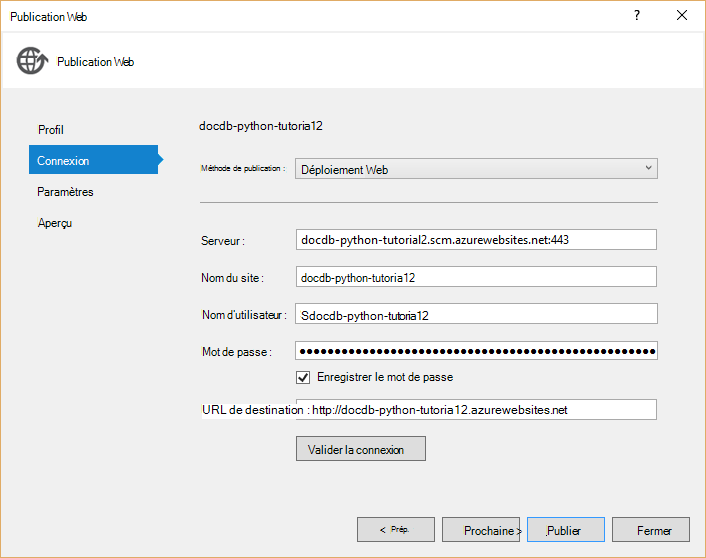 Publication Web
?
Publication Web
docdb-python-tutoria12
Profil
Connexion
Paramètres
Aperçu
Méthode de publication : Déploiement Web
Serveur : docdb-python-tutorial2.scm.azurewebsites.net:443
Nom du site : docdb-python-tutoria12
Nom d'utilisateur : Sdocdb-python-tutoria12
Mot de passe :
Enregistrer le mot de passe
URL de destination : http://docdb-python-tutoria12.azurewebsites.net
Valider la connexion
< Prép. Prochaine > Publier Fermer